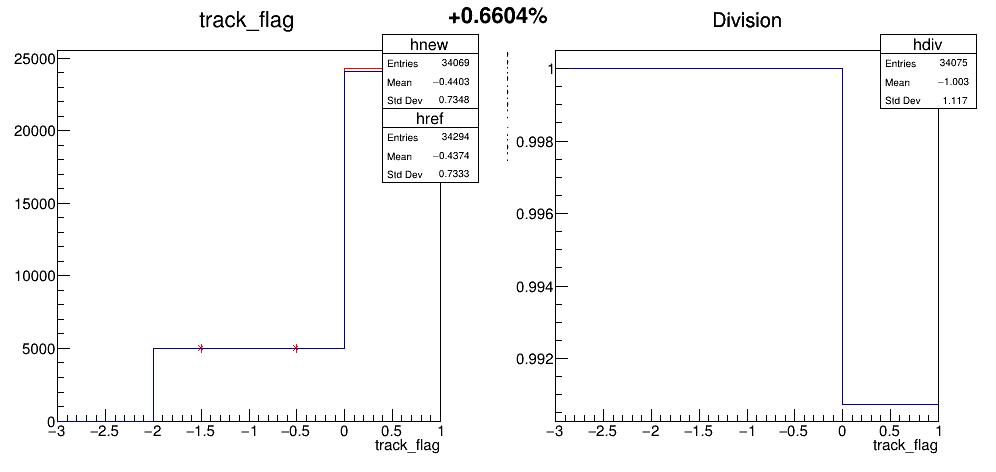 +0.6604%
track_flag
hnew
Entries 34069
Mean −0.4403
Std Dev 0.7348
href
Entries 34294
Mean −0.4374
Std Dev 0.7333
25000
20000
15000
10000
5000
0
−3 −2.5 −2 −1.5 −1 −0.5 0 0.5 1
track_flag
Division
hdiv
Entries 34075
Mean −1.003
Std Dev 1.117
1
0.998
0.996
0.994
0.992
−3 −2.5 −2 −1.5 −1 −0.5 0 0.5 1
track_flag